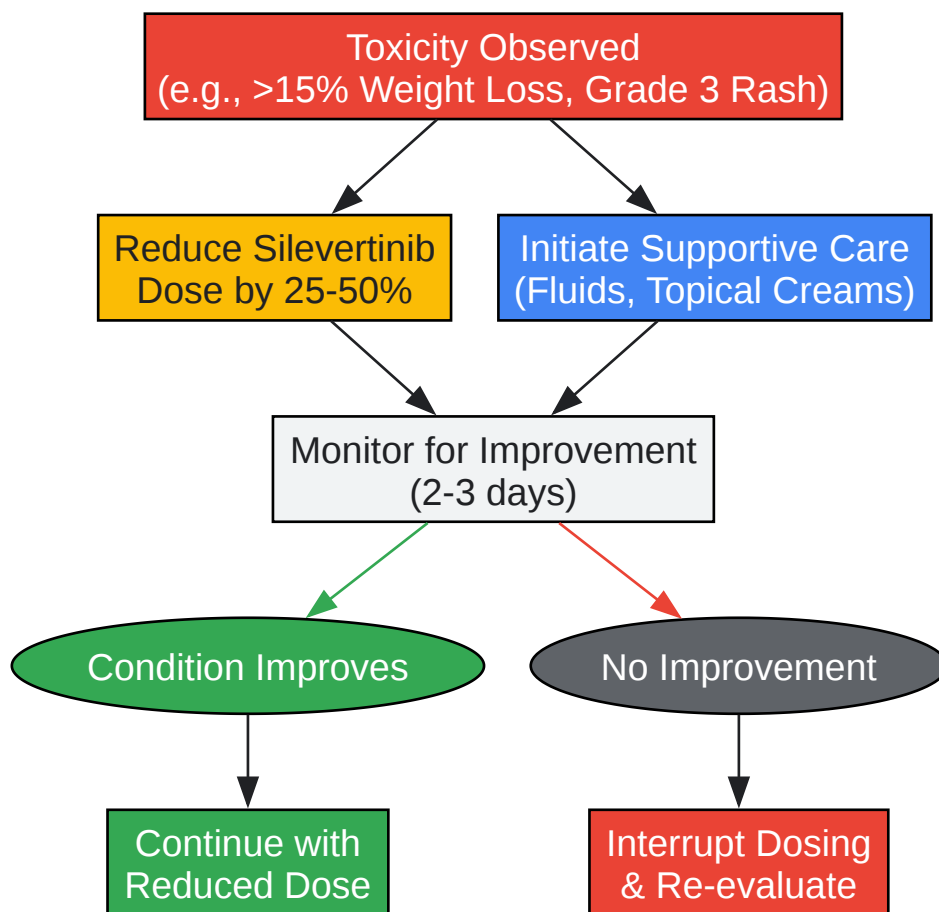 Toxicity Observed
(e.g., >15% Weight Loss, Grade 3 Rash)
Reduce Silevertinib
Dose by 25-50%
Initiate Supportive Care
(Fluids, Topical Creams)
Monitor for Improvement
(2-3 days)
Condition Improves
No Improvement
Continue with
Reduced Dose
Interrupt Dosing
& Re-evaluate